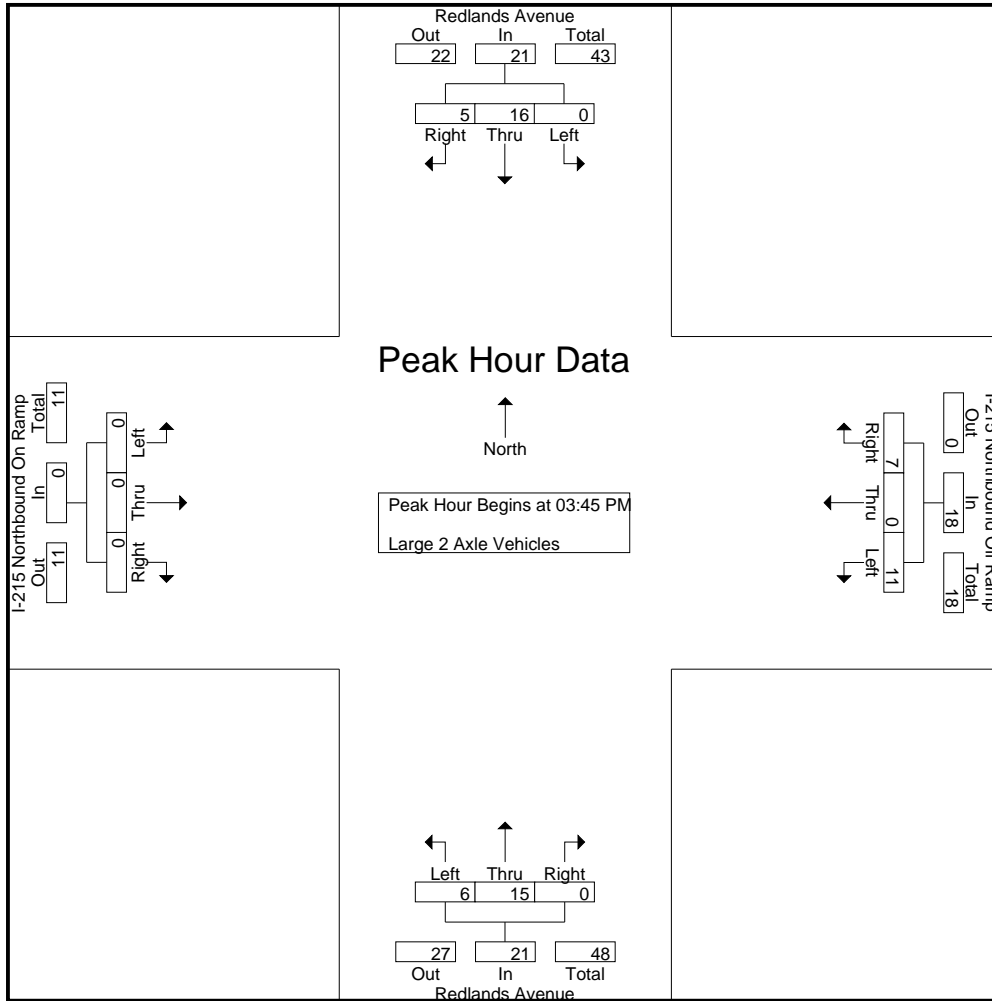 Redlands Avenue
Out In Total
22 21 43
5 16 0
Right Thru Left
Peak Hour Data
North
Peak Hour Begins at 03:45 PM
Large 2 Axle Vehicles
I-215 Northbound On Ramp
Total In Out
11 0 11
0 0 0
Left Thru Right
Right Thru Left
7 0 11
Out In Total
0 18 18
I-215 Northbound Ramp
Left Thru Right
6 15 0
27 21 48
Out In Total
Redlands Avenue